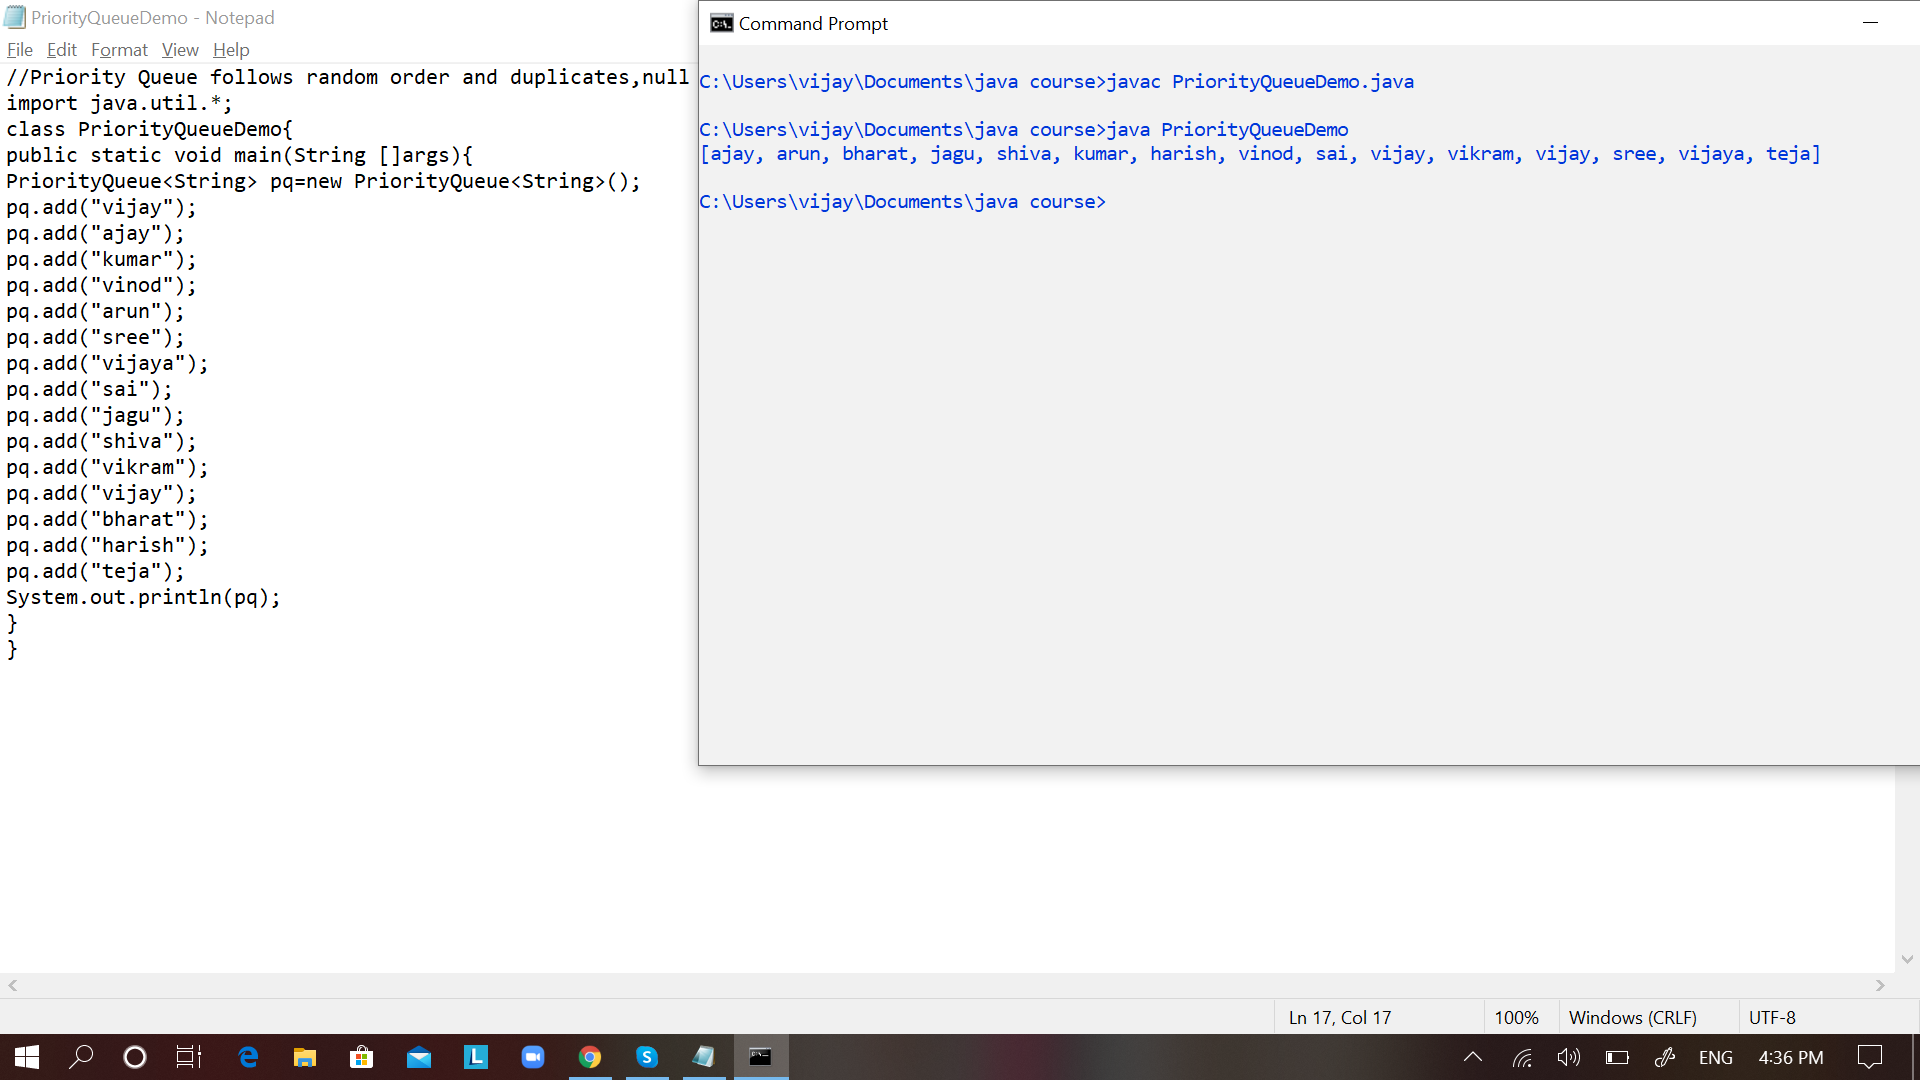 PriorityQueueDemo - Notepad
File Edit Format View Help
//Priority Queue follows random order and duplicates,null
import java.util.*;
class PriorityQueueDemo{
public static void main(String []args){
PriorityQueue<String> pq=new PriorityQueue<String>();
pq.add("vijay");
pq.add("ajay");
pq.add("kumar");
pq.add("vinod");
pq.add("arun");
pq.add("sree");
pq.add("vijaya");
pq.add("sai");
pq.add("jagu");
pq.add("shiva");
pq.add("vikram");
pq.add("vijay");
pq.add("bharat");
pq.add("harish");
pq.add("teja");
System.out.println(pq);
}
}
Command Prompt
C:\Users\vijay\Documents\java course>javac PriorityQueueDemo.java
C:\Users\vijay\Documents\java course>java PriorityQueueDemo
[ajay, arun, bharat, jagu, shiva, kumar, harish, vinod, sai, vijay, vikram, vijay, sree, vijaya, teja]
C:\Users\vijay\Documents\java course>
Ln 17, Col 17 100% Windows (CRLF) UTF-8
ENG 4:36 PM